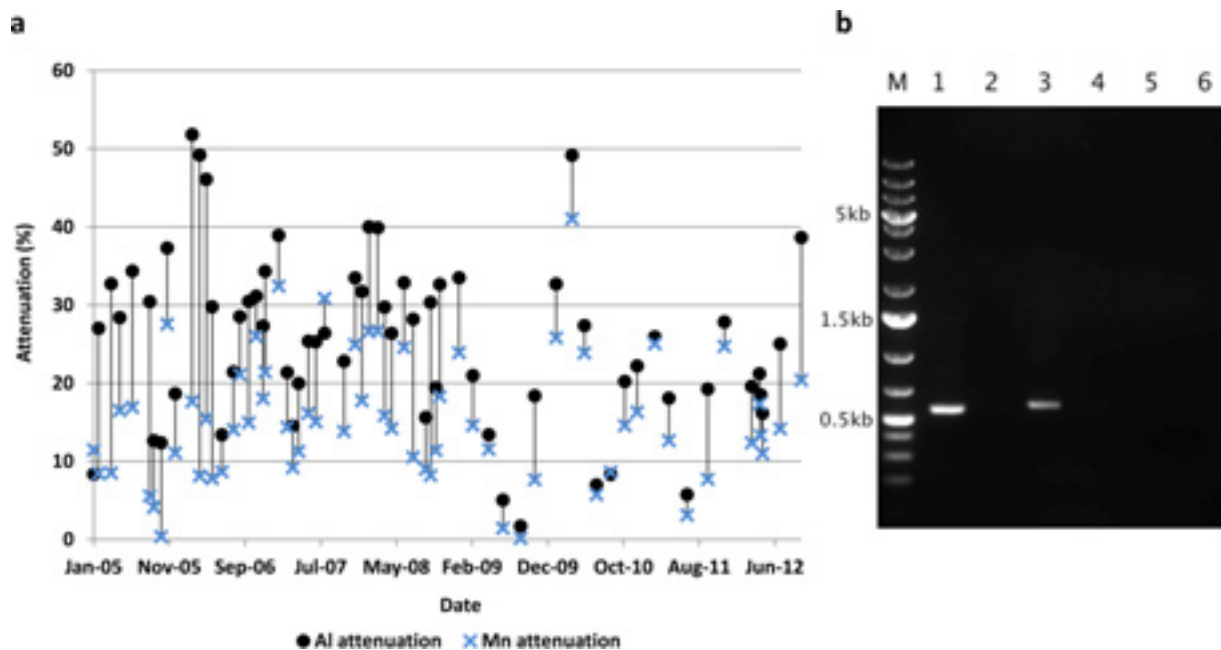 a
60
50
40
30
20
10
0
Attenuation (%)
Jan-05 Nov-05 Sep-06 Jul-07 May-08 Feb-09 Dec-09 Oct-10 Aug-11 Jun-12
Date
Al attenuation Mn attenuation
b
M 1 2 3 4 5 6
5kb
1.5kb
0.5kb